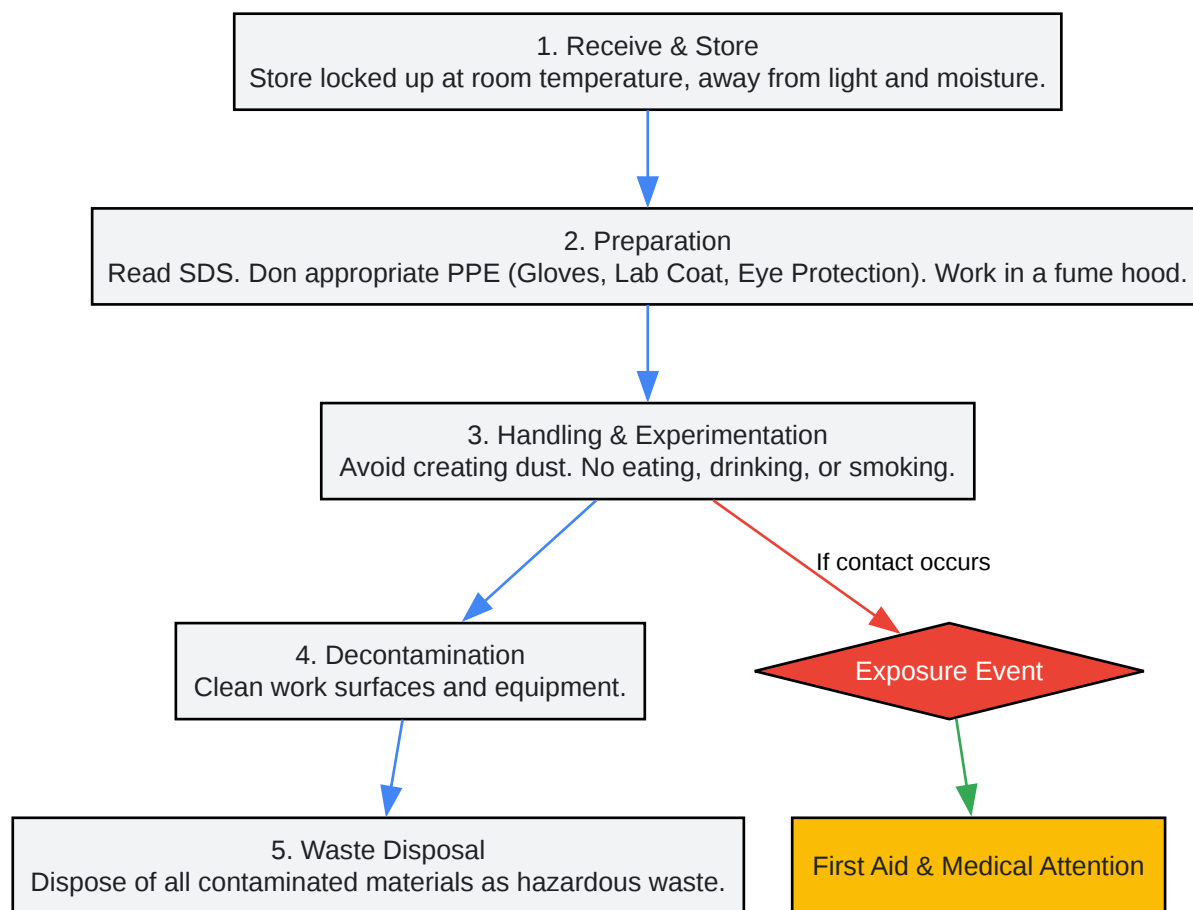 1. Receive & Store
Store locked up at room temperature, away from light and moisture.
2. Preparation
Read SDS. Don appropriate PPE (Gloves, Lab Coat, Eye Protection). Work in a fume hood.
3. Handling & Experimentation
Avoid creating dust. No eating, drinking, or smoking.
If contact occurs
4. Decontamination
Clean work surfaces and equipment.
Exposure Event
5. Waste Disposal
Dispose of all contaminated materials as hazardous waste.
First Aid & Medical Attention